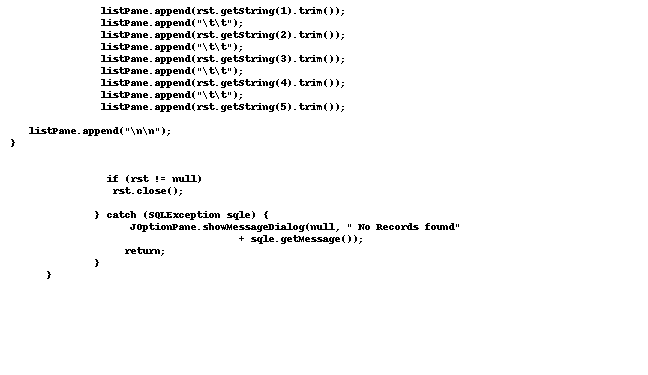 listPane.append(rst.getString(1).trim());
listPane.append("\t\t");
listPane.append(rst.getString(2).trim());
listPane.append("\t\t");
listPane.append(rst.getString(3).trim());
listPane.append("\t\t");
listPane.append(rst.getString(4).trim());
listPane.append("\t\t");
listPane.append(rst.getString(5).trim());
listPane.append("\n\n");
}
if (rst != null)
rst.close();
} catch (SQLException sqle) {
JOptionPane.showMessageDialog(null, " No Records found"
+ sqle.getMessage());
return;
}
}